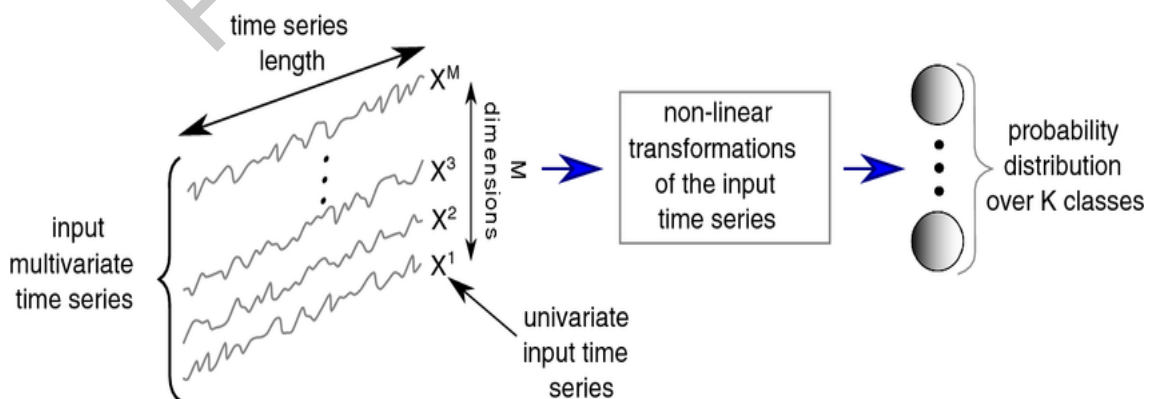 time series
length
X^M
X^3
X^2
X^1
M
dimensions
input
multivariate
time series
univariate
input time
series
non-linear
transformations
of the input
time series
probability
distribution
over K classes